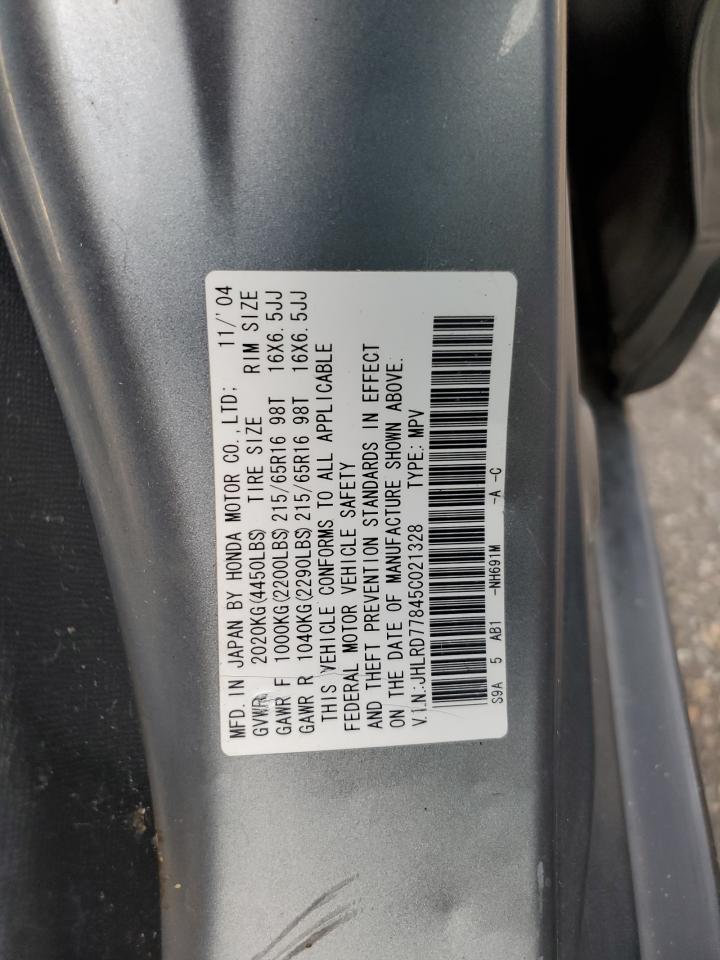 MFD. IN JAPAN BY HONDA MOTOR CO., LTD; 11/'04
GVWR 2020KG(4450LBS) TIRE SIZE RIM SIZE
GAWR F 1000KG(2200LBS) 215/65R16 98T 16X6.5JJ
GAWR R 1040KG(2290LBS) 215/65R16 98T 16X6.5JJ
THIS VEHICLE CONFORMS TO ALL APPLICABLE
FEDERAL MOTOR VEHICLE SAFETY
AND THEFT PREVENTION STANDARDS IN EFFECT
ON THE DATE OF MANUFACTURE SHOWN ABOVE.
V.I.N.:JHLRD77845C021328 TYPE: MPV
S9A 5 AB1 -NH691M -A -C